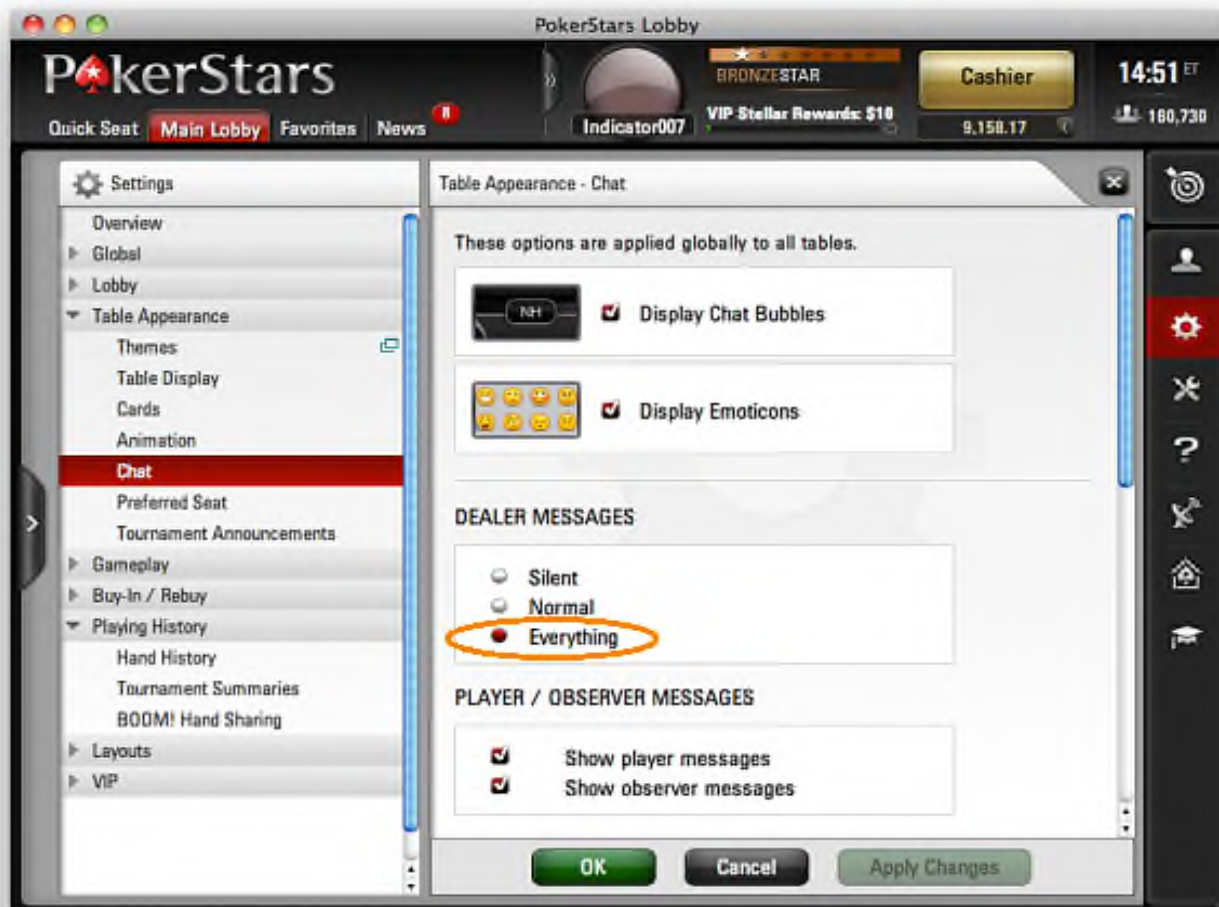 PokerStars Lobby
PokerStars
BRONZESTAR
VIP Stellar Rewards: $10
Cashier
9,158.17
14:51 ET
160,730
Quick Seat Main Lobby Favorites News
Indicator007
Settings
Overview
Global
Lobby
Table Appearance
Themes
Table Display
Cards
Animation
Chat
Preferred Seat
Tournament Announcements
Gameplay
Buy-In / Rebuy
Playing History
Hand History
Tournament Summaries
BOOM! Hand Sharing
Layouts
VIP
Table Appearance - Chat
These options are applied globally to all tables.
NH
Display Chat Bubbles
Display Emoticons
DEALER MESSAGES
Silent
Normal
Everything
PLAYER / OBSERVER MESSAGES
Show player messages
Show observer messages
OK Cancel Apply Changes